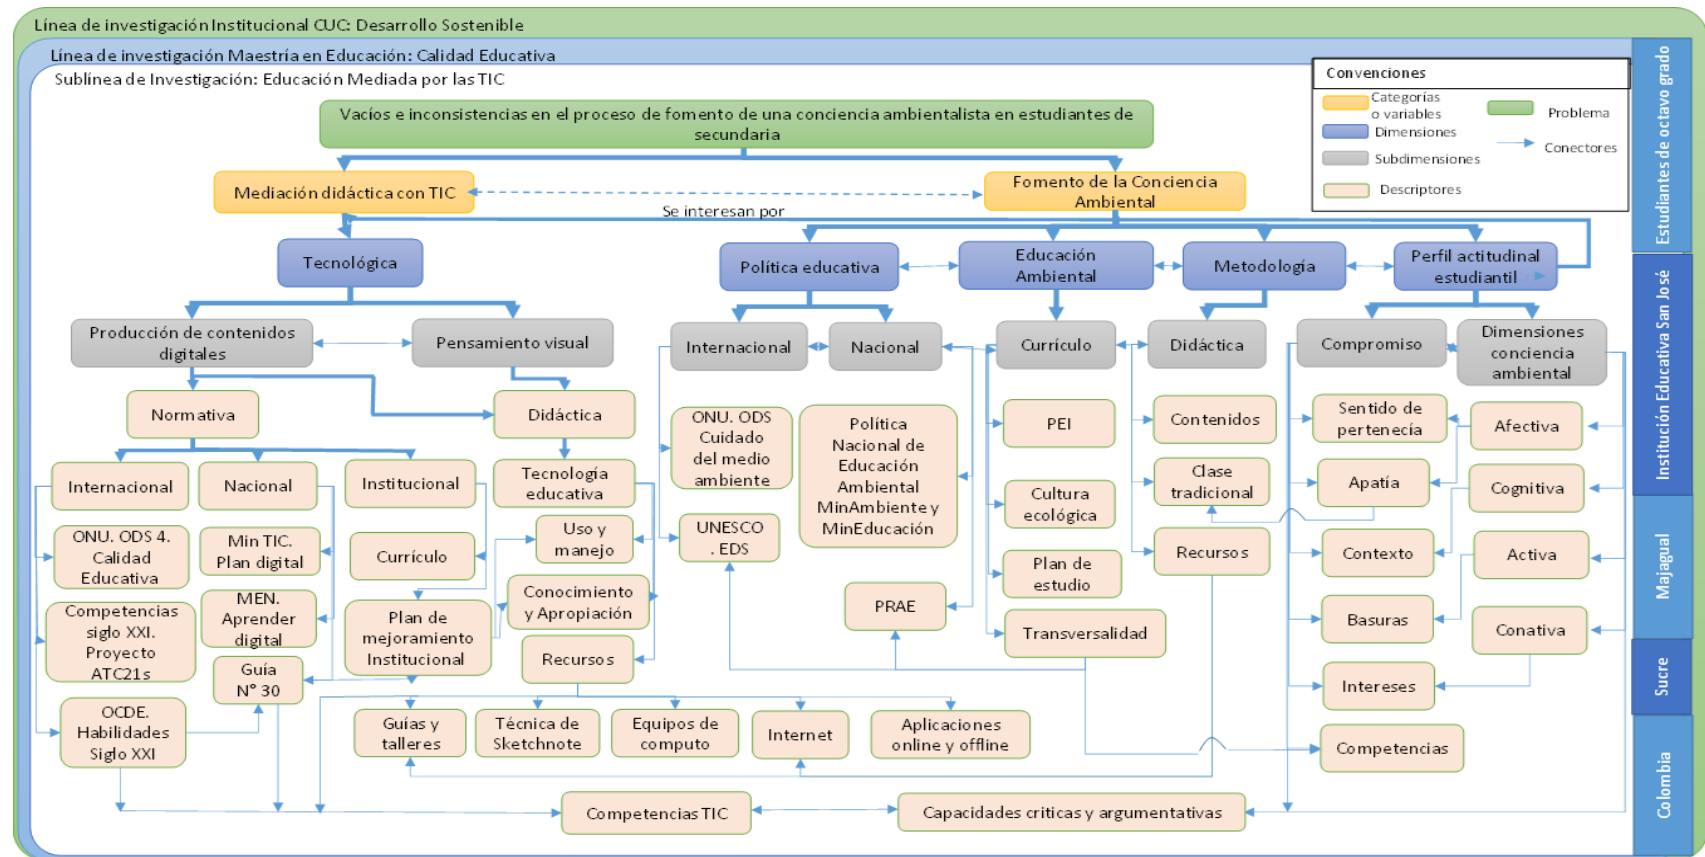 Línea de investigación Institucional CUC: Desarrollo Sostenible
Línea de investigación Maestría en Educación: Calidad Educativa
Sublínea de Investigación: Educación Mediada por las TIC
Convenciones
Categorías
o variables
Dimensiones
Subdimensiones
Descriptores
Problema
Conectores
Estudiantes de octavo grado
Institución Educativa San José
Majagual
Sucre
Colombia
Vacíos e inconsistencias en el proceso de fomento de una conciencia ambientalista en estudiantes de
secundaria
Mediación didáctica con TIC
Fomento de la Conciencia
Ambiental
Se interesan por
Tecnológica
Política educativa
Educación
Ambiental
Metodología
Perfil actitudinal
estudiantil
Producción de contenidos
digitales
Pensamiento visual
Internacional
Nacional
Currículo
Didáctica
Compromiso
Dimensiones
conciencia
ambiental
Normativa
Didáctica
ONU. ODS
Cuidado
del medio
ambiente
Política
Nacional de
Educación
Ambiental
MinAmbiente y
MinEducación
PEI
Contenidos
Sentido de
pertenecía
Afectiva
Internacional
Nacional
Institucional
Tecnología
educativa
Cultura
ecológica
Clase
tradicional
Apatía
Cognitiva
ONU. ODS 4.
Calidad
Educativa
Min TIC.
Plan digital
Currículo
Uso y
manejo
UNESCO
. EDS
Plan de
estudio
Recursos
Contexto
Activa
Competencias
siglo XXI.
Proyecto
ATC21s
MEN.
Aprender
digital
Plan de
mejoramiento
Institucional
Conocimiento
y Apropiación
PRAE
Transversalidad
Basuras
Conativa
Guía
N° 30
Recursos
Intereses
OCDE.
Habilidades
Siglo XXI
Guías y
talleres
Técnica de
Sketchnote
Equipos de
computo
Internet
Aplicaciones
online y offline
Competencias
Competencias TIC
Capacidades criticas y argumentativas